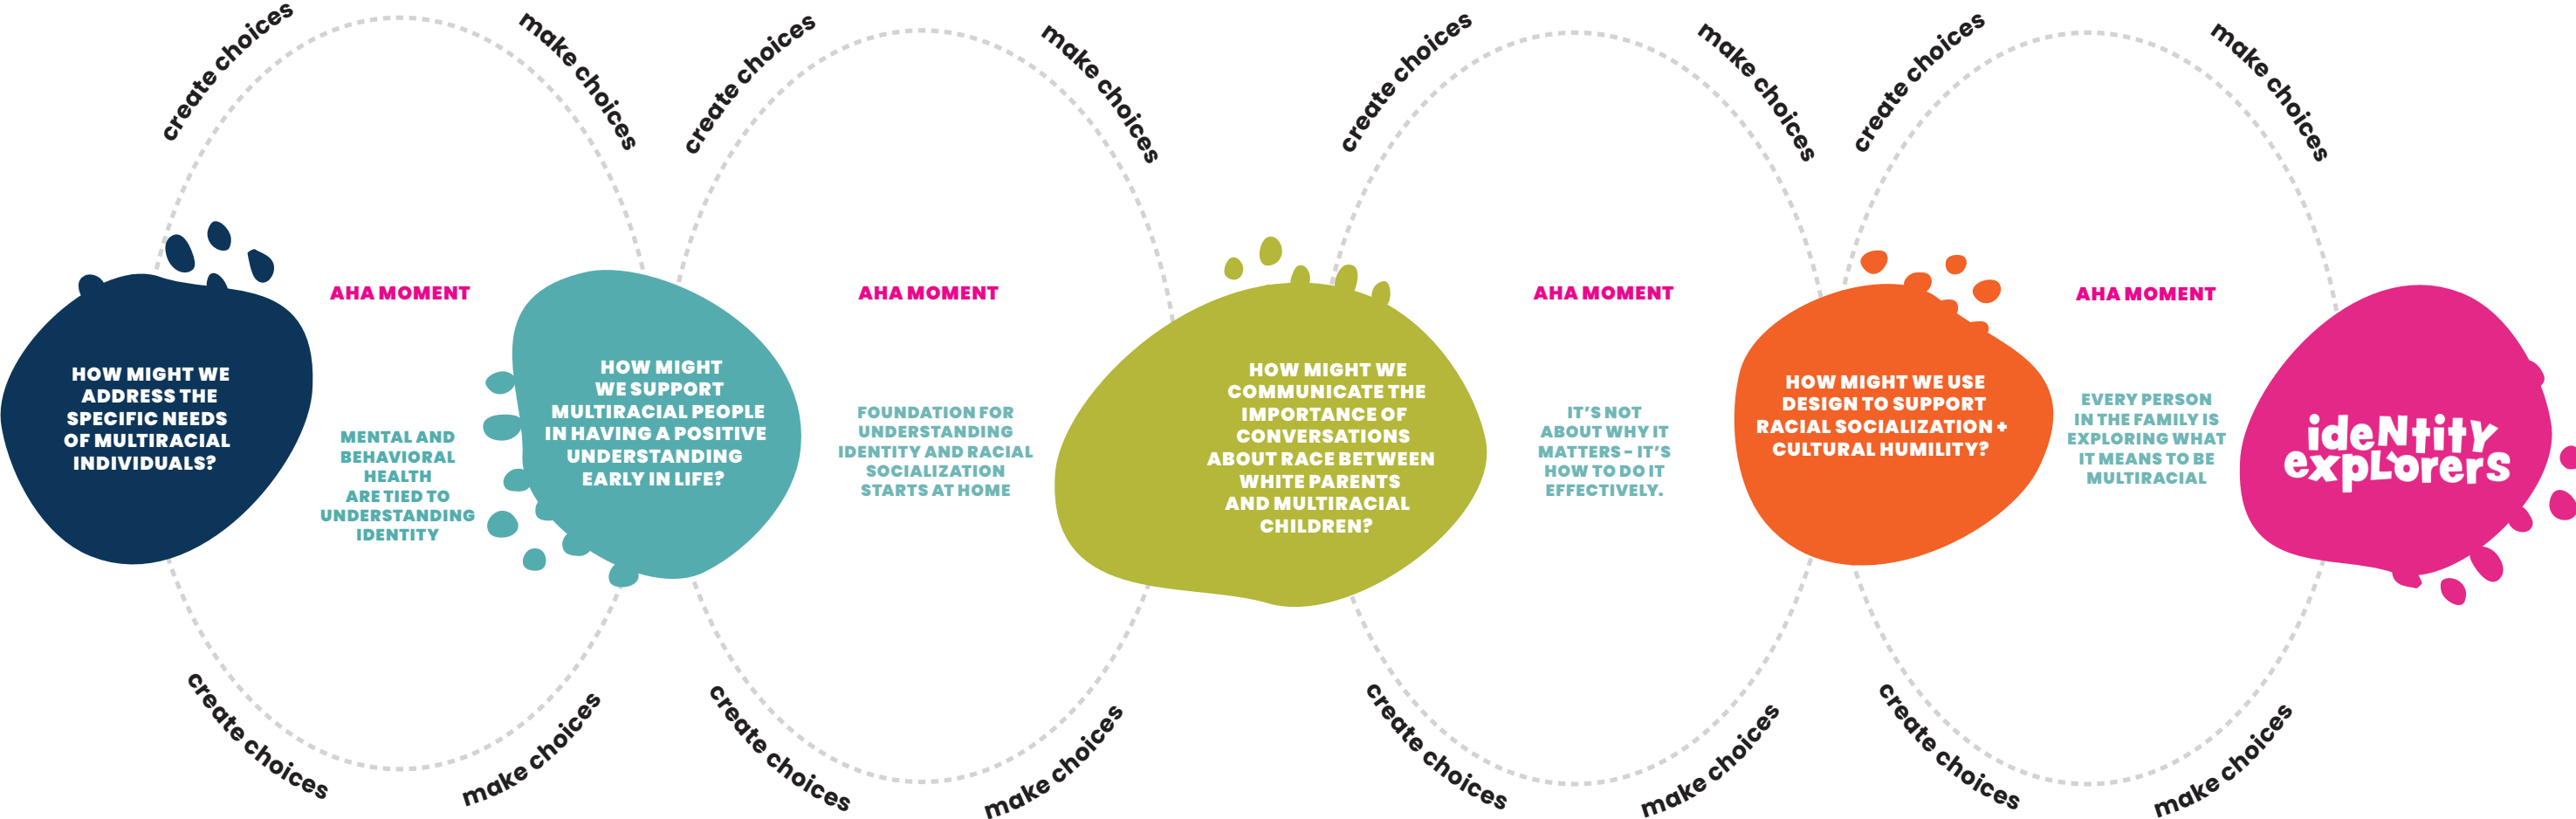 create choices
make choices
create choices
make choices
create choices
make choices
create choices
make choices
HOW MIGHT WE
ADDRESS THE
SPECIFIC NEEDS
OF MULTIRACIAL
INDIVIDUALS?
AHA MOMENT
MENTAL AND
BEHAVIORAL
HEALTH
ARE TIED TO
UNDERSTANDING
IDENTITY
HOW MIGHT
WE SUPPORT
MULTIRACIAL PEOPLE
IN HAVING A POSITIVE
UNDERSTANDING
EARLY IN LIFE?
AHA MOMENT
FOUNDATION FOR
UNDERSTANDING
IDENTITY AND RACIAL
SOCIALIZATION
STARTS AT HOME
HOW MIGHT WE
COMMUNICATE THE
IMPORTANCE OF
CONVERSATIONS
ABOUT RACE BETWEEN
WHITE PARENTS
AND MULTIRACIAL
CHILDREN?
AHA MOMENT
IT'S NOT
ABOUT WHY IT
MATTERS - IT'S
HOW TO DO IT
EFFECTIVELY.
HOW MIGHT WE USE
DESIGN TO SUPPORT
RACIAL SOCIALIZATION +
CULTURAL HUMILITY?
AHA MOMENT
EVERY PERSON
IN THE FAMILY IS
EXPLORING WHAT
IT MEANS TO BE
MULTIRACIAL
ideNtity
expLorers
create choices
make choices
create choices
make choices
create choices
make choices
create choices
make choices